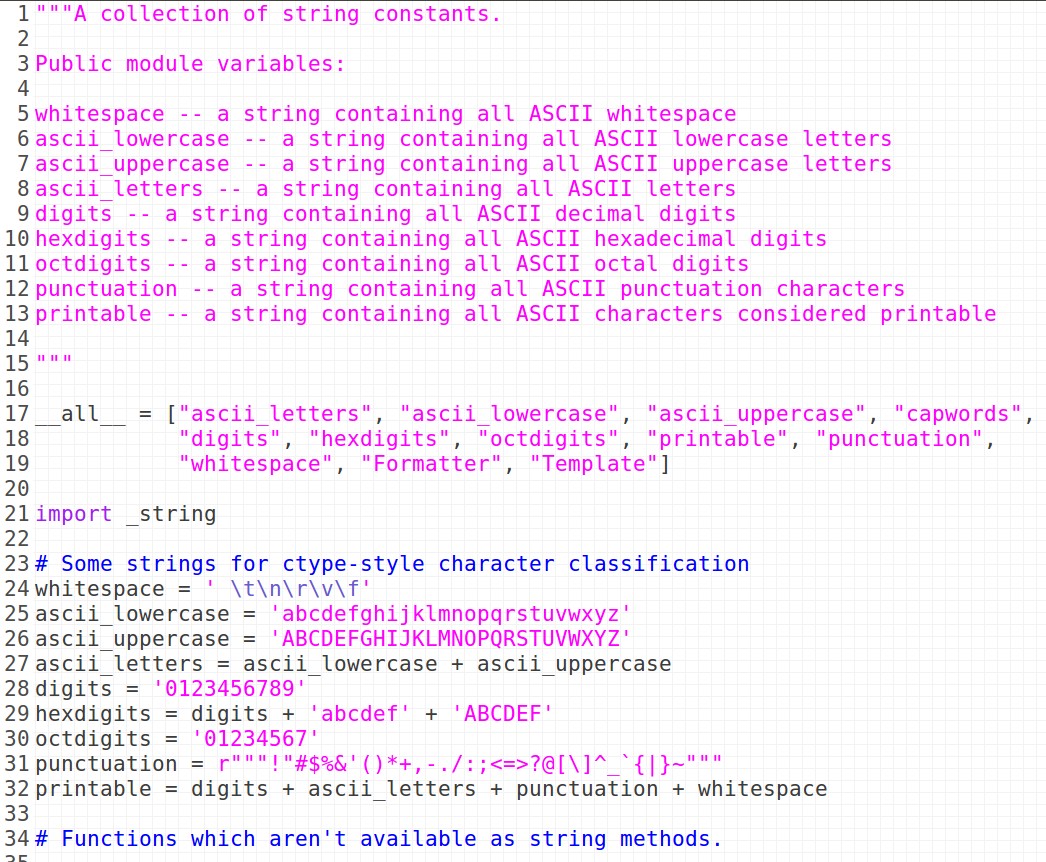 1 """A collection of string constants.
2
3 Public module variables:
4
5 whitespace -- a string containing all ASCII whitespace
6 ascii_lowercase -- a string containing all ASCII lowercase letters
7 ascii_uppercase -- a string containing all ASCII uppercase letters
8 ascii_letters -- a string containing all ASCII letters
9 digits -- a string containing all ASCII decimal digits
10 hexdigits -- a string containing all ASCII hexadecimal digits
11 octdigits -- a string containing all ASCII octal digits
12 punctuation -- a string containing all ASCII punctuation characters
13 printable -- a string containing all ASCII characters considered printable
14
15 """
16
17 __all__ = ["ascii_letters", "ascii_lowercase", "ascii_uppercase", "capwords",
18            "digits", "hexdigits", "octdigits", "printable", "punctuation",
19            "whitespace", "Formatter", "Template"]
20
21 import _string
22
23 # Some strings for ctype-style character classification
24 whitespace = ' \t\n\r\v\f'
25 ascii_lowercase = 'abcdefghijklmnopqrstuvwxyz'
26 ascii_uppercase = 'ABCDEFGHIJKLMNOPQRSTUVWXYZ'
27 ascii_letters = ascii_lowercase + ascii_uppercase
28 digits = '0123456789'
29 hexdigits = digits + 'abcdef' + 'ABCDEF'
30 octdigits = '01234567'
31 punctuation = r"""!"#$%&'()*+,-./:;<=>?@[\]^_`{|}~"""
32 printable = digits + ascii_letters + punctuation + whitespace
33
34 # Functions which aren't available as string methods.
35